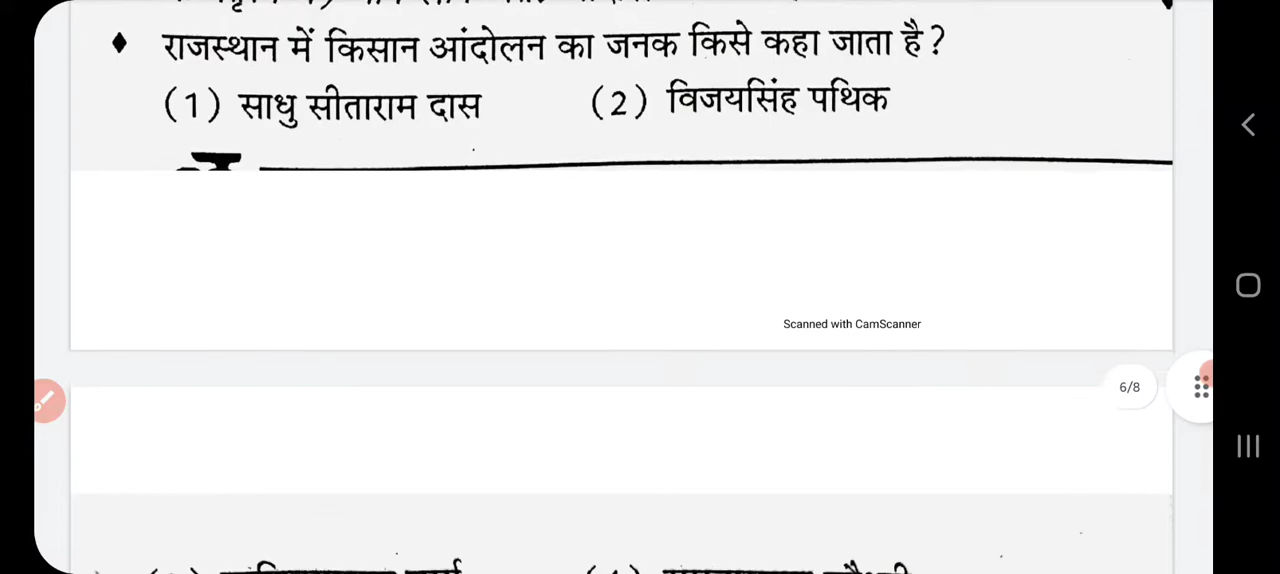 ♦ राजस्थान में किसान आंदोलन का जनक किसे कहा जाता है?
(1) साधु सीताराम दास (2) विजयसिंह पथिक
Scanned with CamScanner
6/8